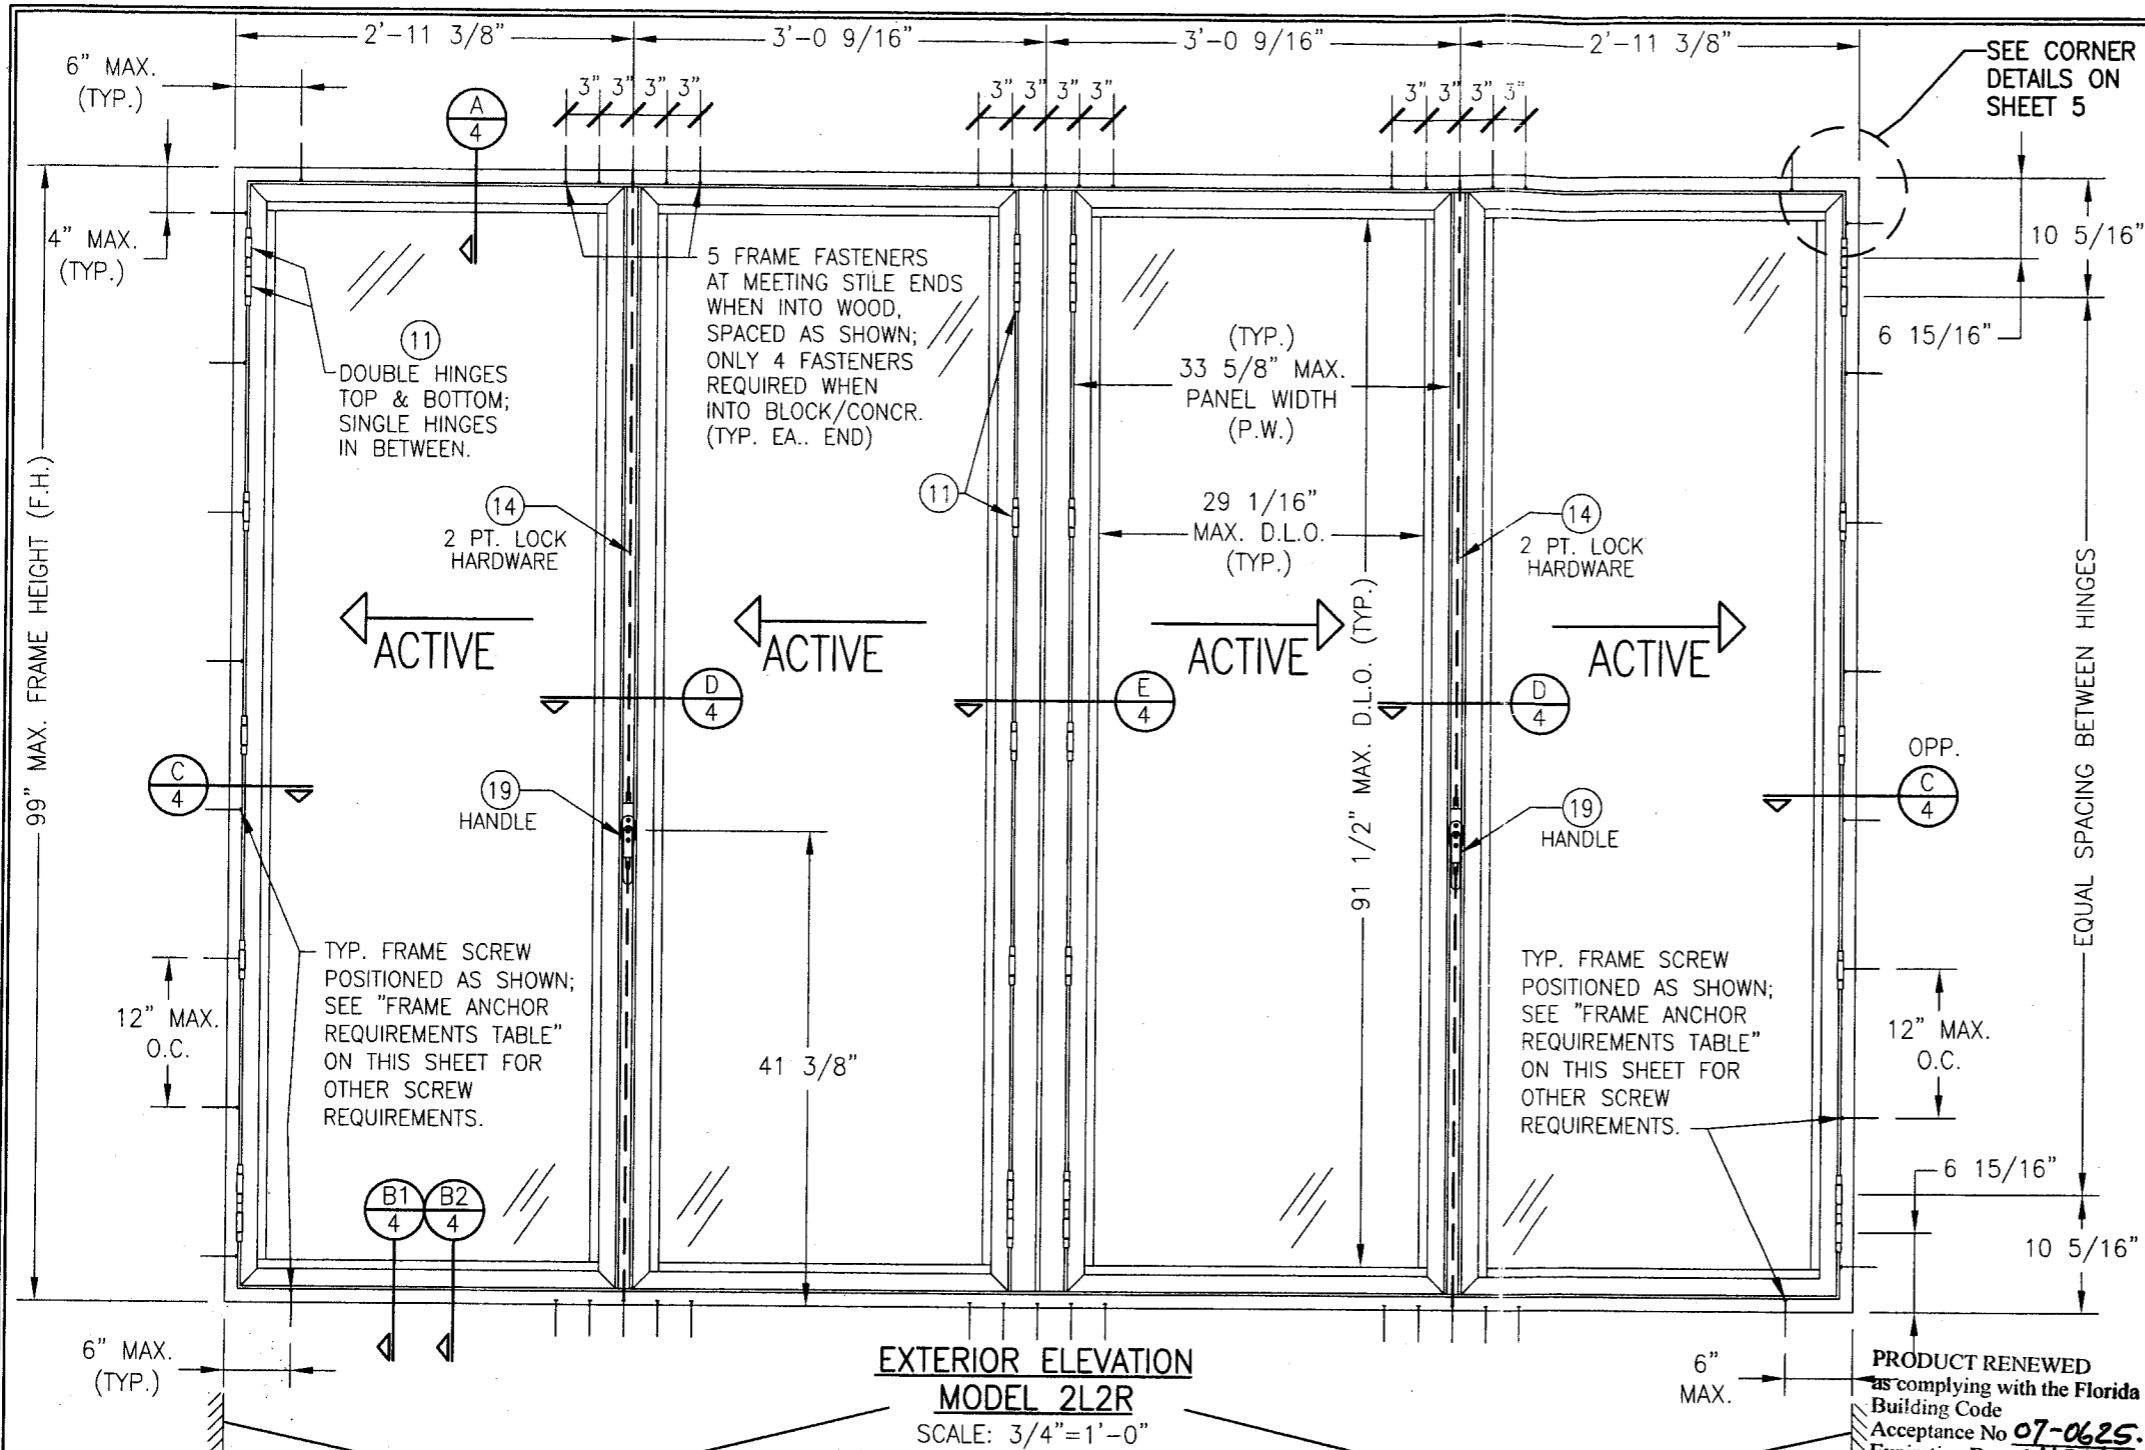 2'-11 3/8"
3'-0 9/16"
3'-0 9/16"
2'-11 3/8"
6" MAX.
(TYP.)
A
4
3" 3" 3" 3"
3" 3" 3" 3"
3" 3" 3" 3"
SEE CORNER
DETAILS ON
SHEET 5
4" MAX.
(TYP.)
10 5/16"
6 15/16"
5 FRAME FASTENERS
AT MEETING STILE ENDS
WHEN INTO WOOD,
SPACED AS SHOWN;
ONLY 4 FASTENERS
REQUIRED WHEN
INTO BLOCK/CONCR.
(TYP. EA.. END)
11
DOUBLE HINGES
TOP & BOTTOM;
SINGLE HINGES
IN BETWEEN.
(TYP.)
33 5/8" MAX.
PANEL WIDTH
(P.W.)
11
29 1/16"
MAX. D.L.O.
(TYP.)
14
2 PT. LOCK
HARDWARE
14
2 PT. LOCK
HARDWARE
99" MAX. FRAME HEIGHT (F.H.)
91 1/2" MAX. D.L.O. (TYP.)
EQUAL SPACING BETWEEN HINGES
ACTIVE
ACTIVE
ACTIVE
ACTIVE
D
4
E
4
D
4
C
4
OPP.
C
4
19
HANDLE
19
HANDLE
TYP. FRAME SCREW
POSITIONED AS SHOWN;
SEE "FRAME ANCHOR
REQUIREMENTS TABLE"
ON THIS SHEET FOR
OTHER SCREW
REQUIREMENTS.
12" MAX.
O.C.
41 3/8"
TYP. FRAME SCREW
POSITIONED AS SHOWN;
SEE "FRAME ANCHOR
REQUIREMENTS TABLE"
ON THIS SHEET FOR
OTHER SCREW
REQUIREMENTS.
12" MAX.
O.C.
B1
4
B2
4
6 15/16"
10 5/16"
6" MAX.
(TYP.)
6"
MAX.
EXTERIOR ELEVATION
MODEL 2L2R
SCALE: 3/4"=1'-0"
PRODUCT RENEWED
as complying with the Florida
Building Code
Acceptance No 07-0625.